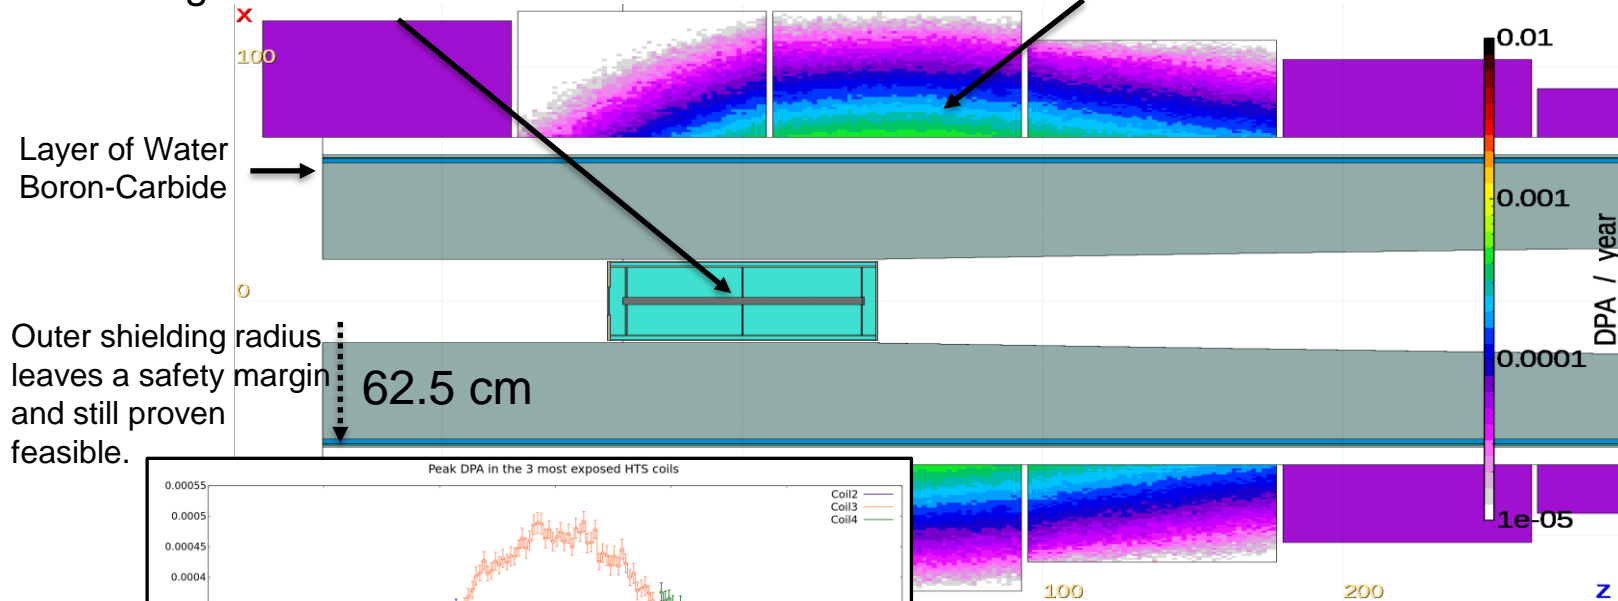 x
100
0.01
Layer of Water
Boron-Carbide
0.001
DPA / year
0
Outer shielding radius
leaves a safety margin
and still proven
feasible.
62.5 cm
0.0001
Peak DPA in the 3 most exposed HTS coils
0.00055
0.0005
0.00045
0.0004
Coil2
Coil3
Coil4
1e-05
100
200
z